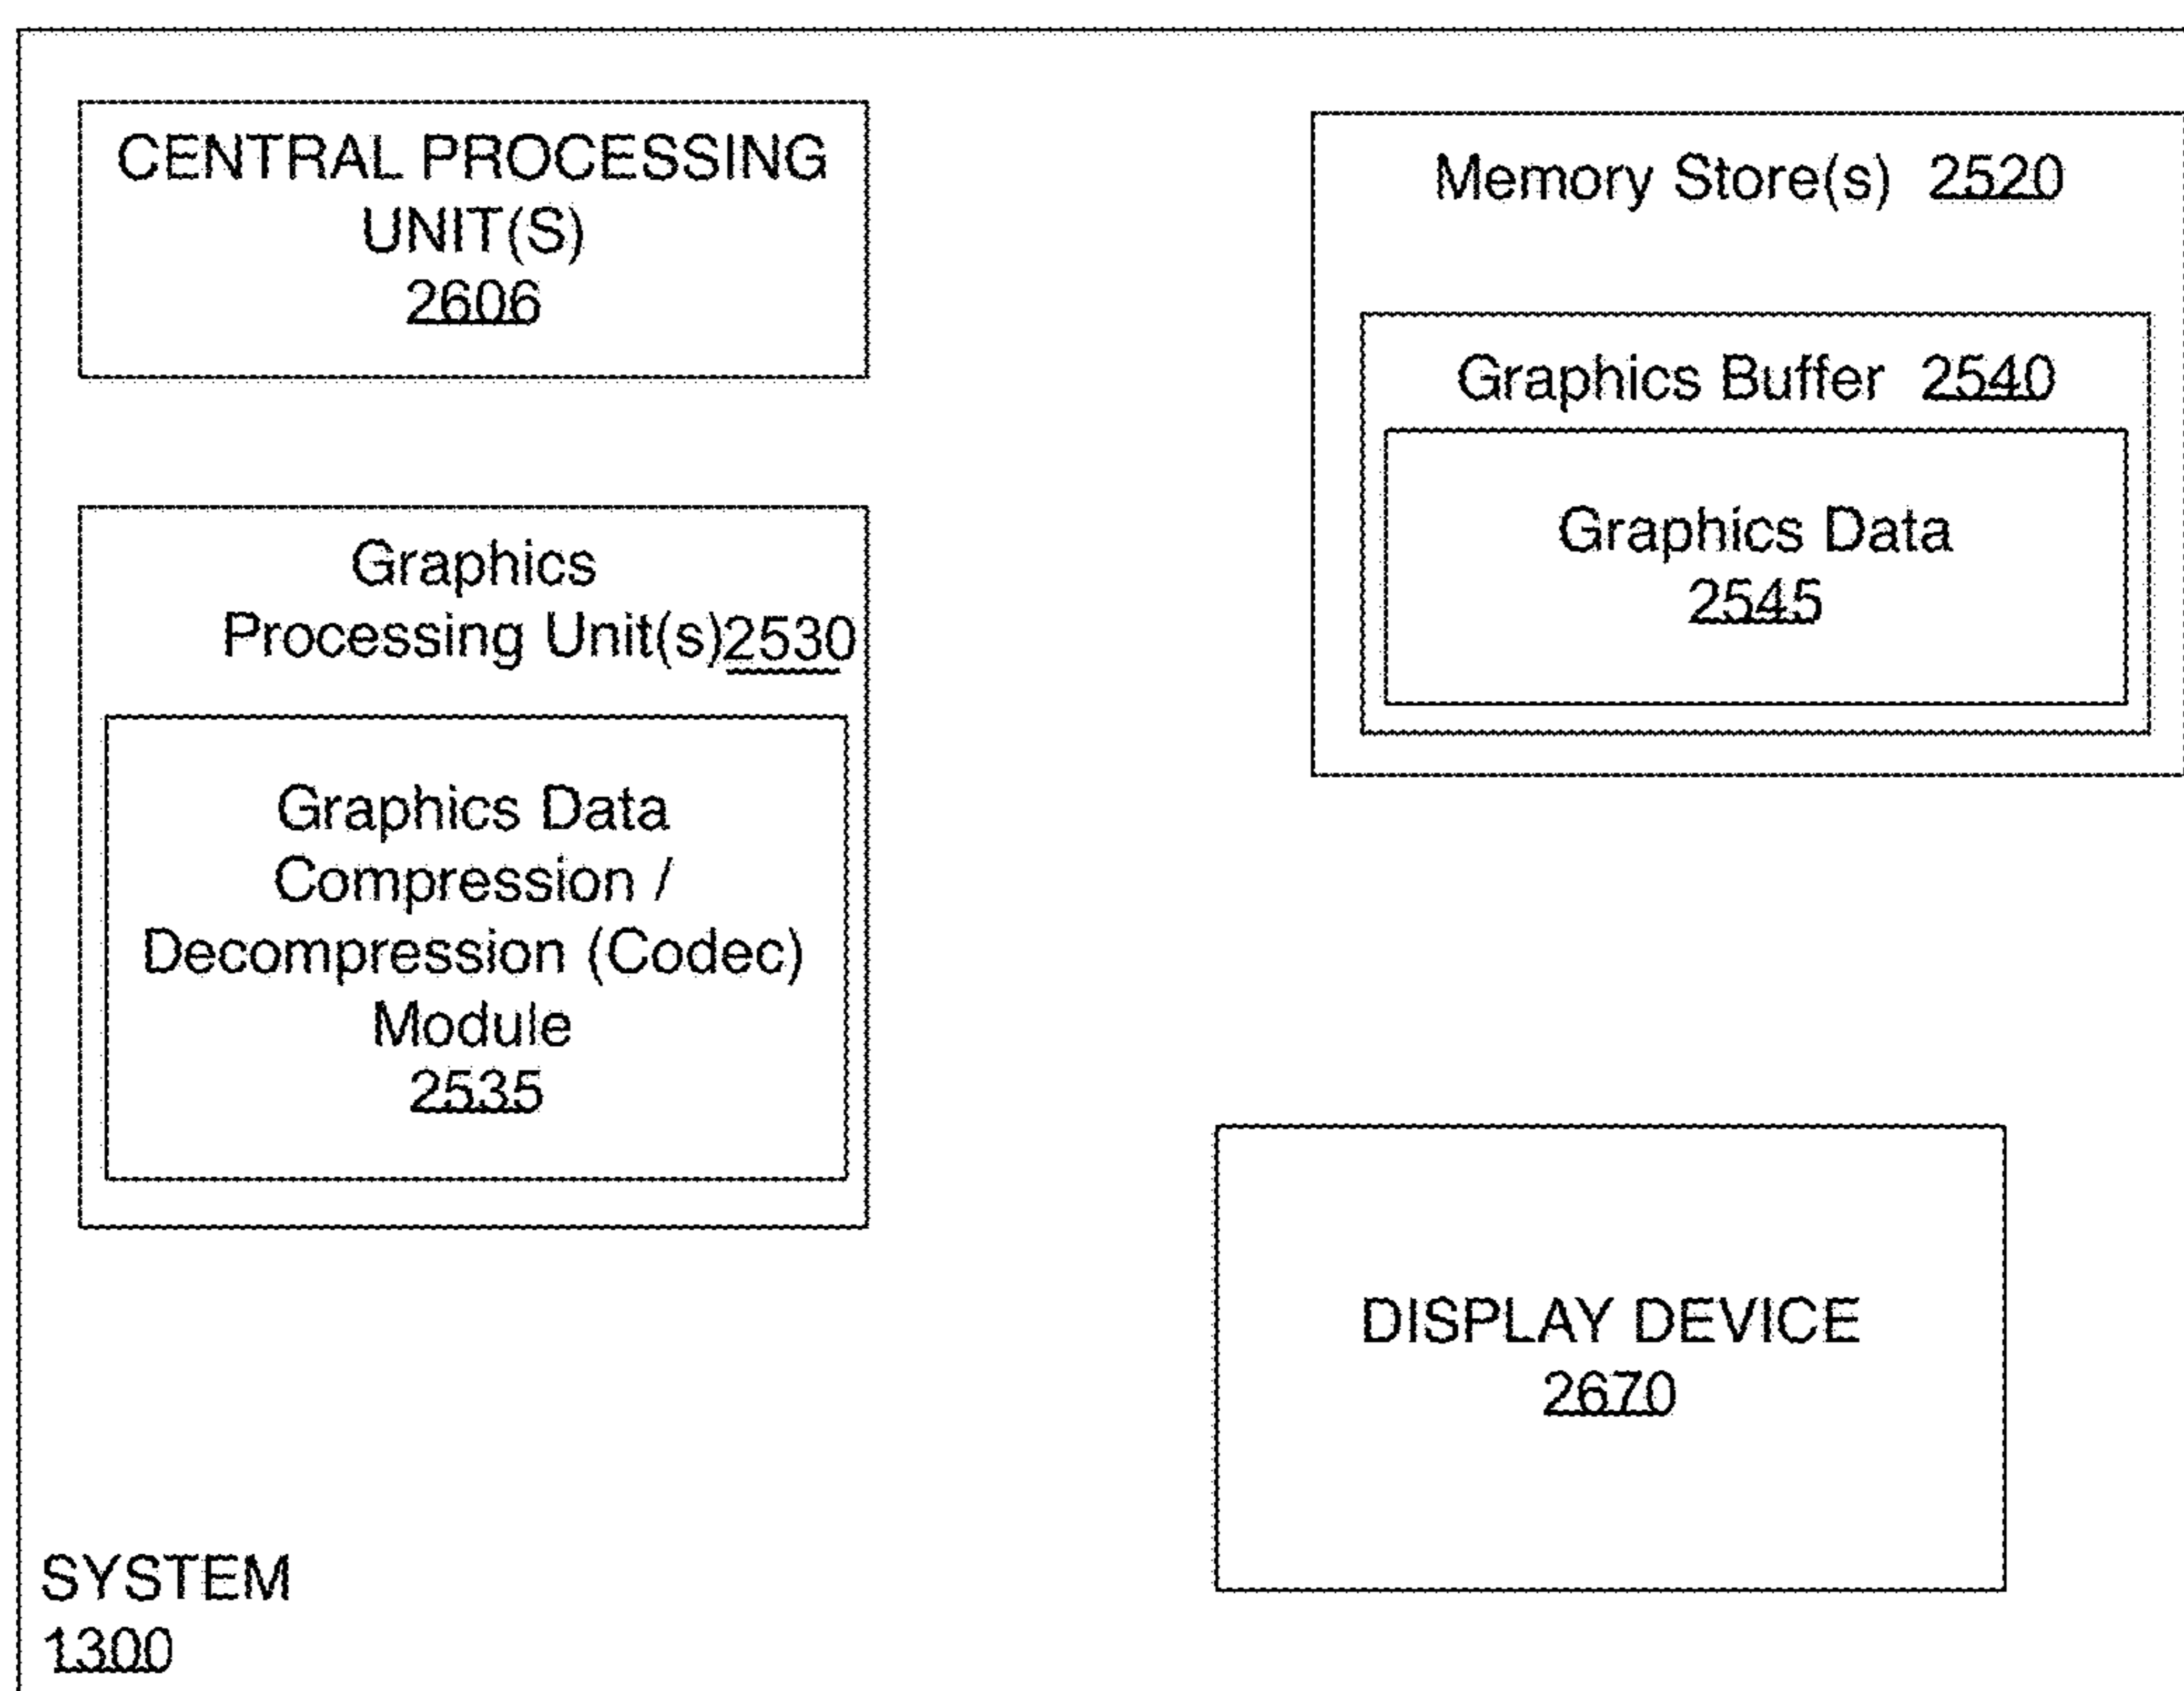 CENTRAL PROCESSING
UNIT(S)
2606
Memory Store(s) 2520
Graphics Buffer 2540
Graphics Data
2545
Graphics
Processing Unit(s)2530
Graphics Data
Compression /
Decompression (Codec)
Module
2535
DISPLAY DEVICE
2670
SYSTEM
1300